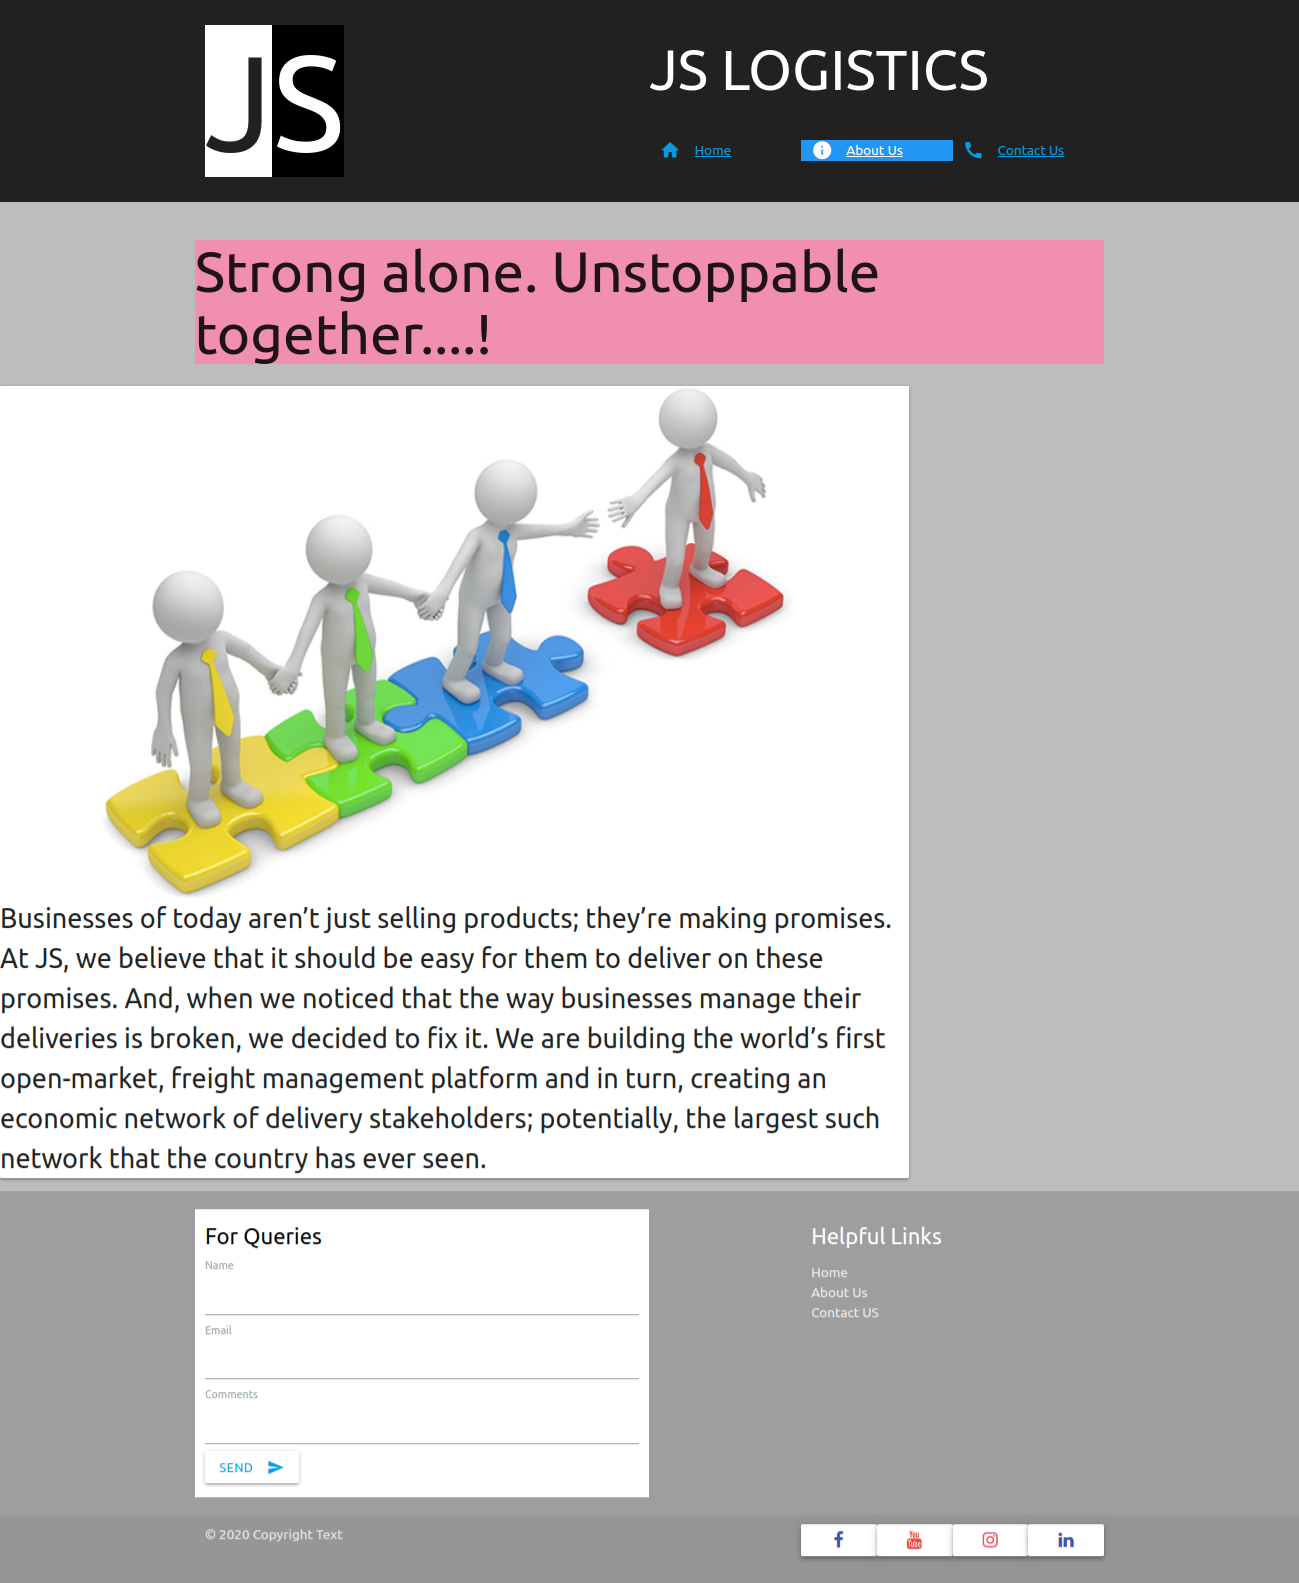 JS
JS LOGISTICS
Home
About Us
Contact Us
Strong alone. Unstoppable
together....!
Businesses of today aren’t just selling products; they’re making promises.
At JS, we believe that it should be easy for them to deliver on these
promises. And, when we noticed that the way businesses manage their
deliveries is broken, we decided to fix it. We are building the world’s first
open-market, freight management platform and in turn, creating an
economic network of delivery stakeholders; potentially, the largest such
network that the country has ever seen.
For Queries
Name
Email
Comments
SEND
Helpful Links
Home
About Us
Contact US
© 2020 Copyright Text
You
Tube